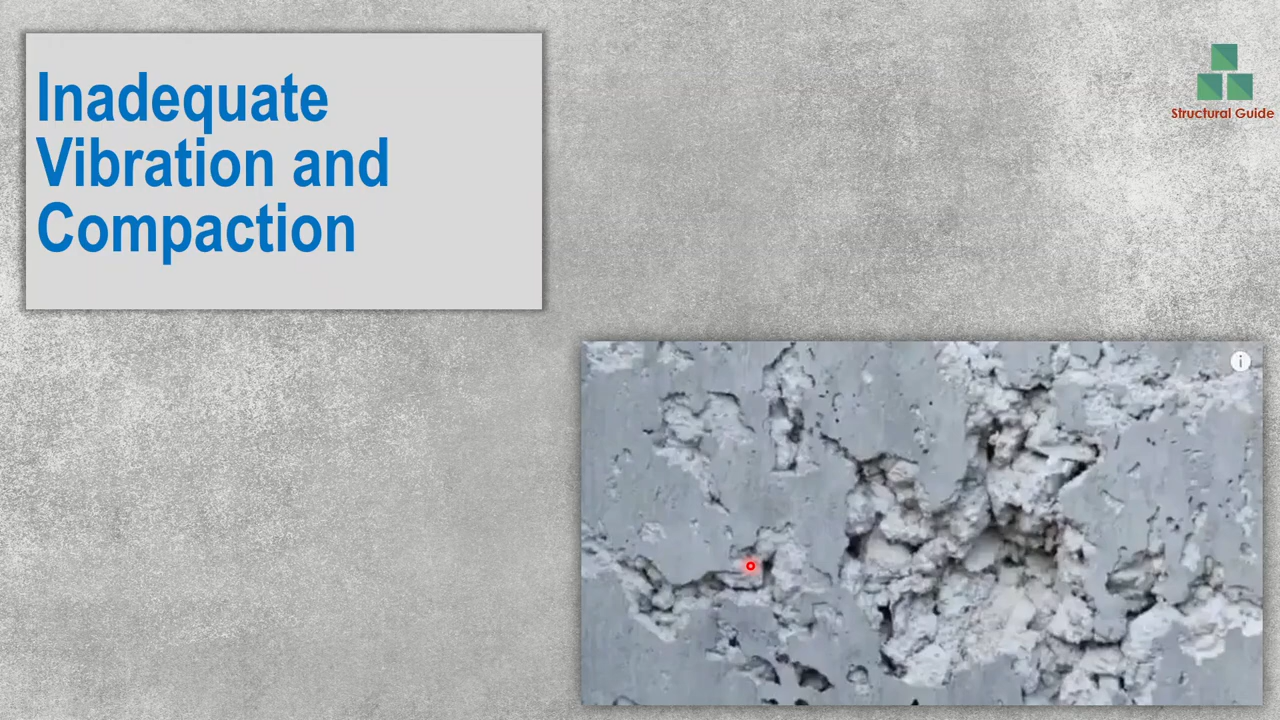 Inadequate
Vibration and
Compaction
Structural Guide
i